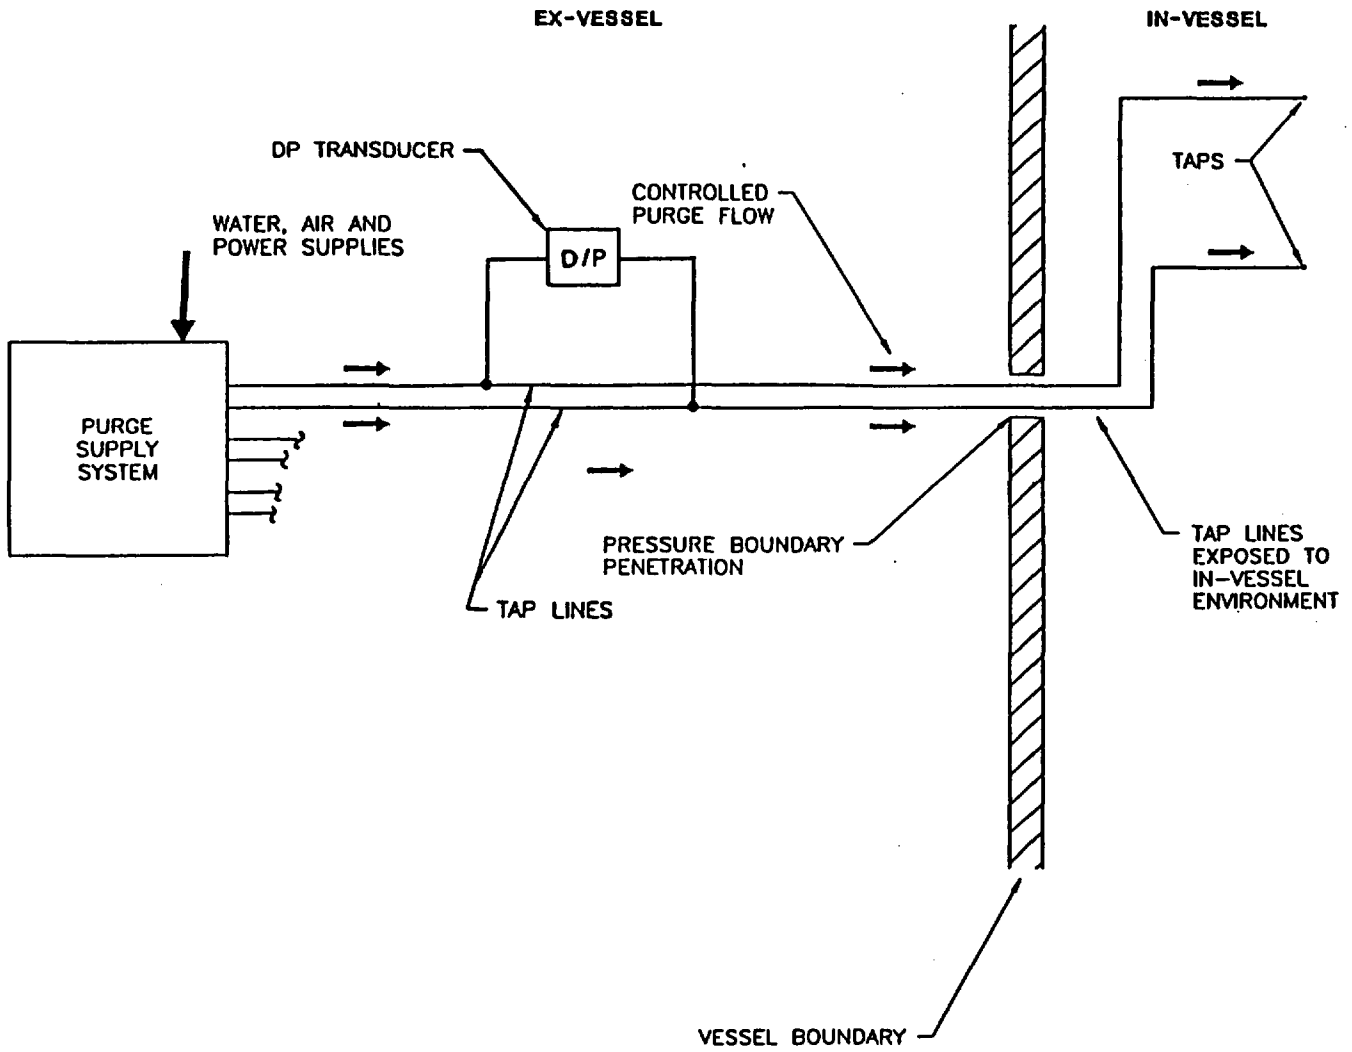 EX-VESSEL
IN-VESSEL
DP TRANSDUCER
TAPS
CONTROLLED
PURGE FLOW
WATER, AIR AND
POWER SUPPLIES
D/P
PURGE
SUPPLY
SYSTEM
PRESSURE BOUNDARY
PENETRATION
TAP LINES
EXPOSED TO
IN-VESSEL
ENVIRONMENT
TAP LINES
VESSEL BOUNDARY